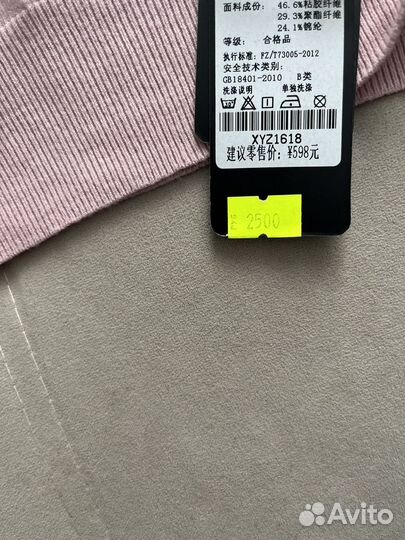 面料成份: 46.6%粘胶纤维
29.3%聚酯纤维
24.1%锦纶
等级: 合格品
执行标准: FZ/T73005-2012
安全技术类别:
GB18401-2010 B类
洗涤说明 单独洗涤
XYZ1618
建议零售价: ¥598元
2500
Avito